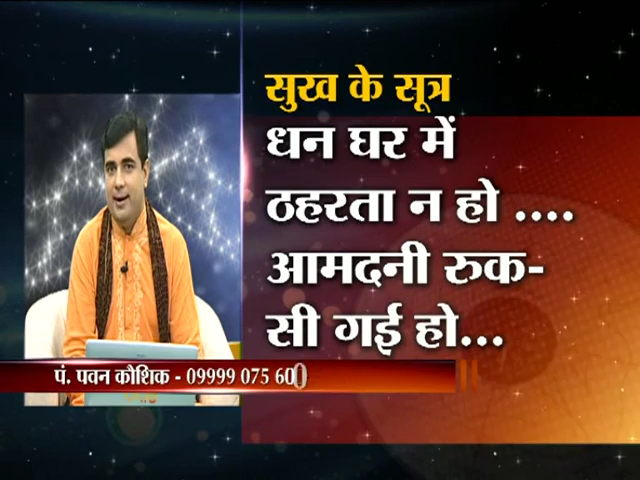 सुख के सूत्र
धन घर में
ठहरता न हो ....
आमदनी रुक-
सी गई हो...
पं. पवन कौशिक - 09999 075 600